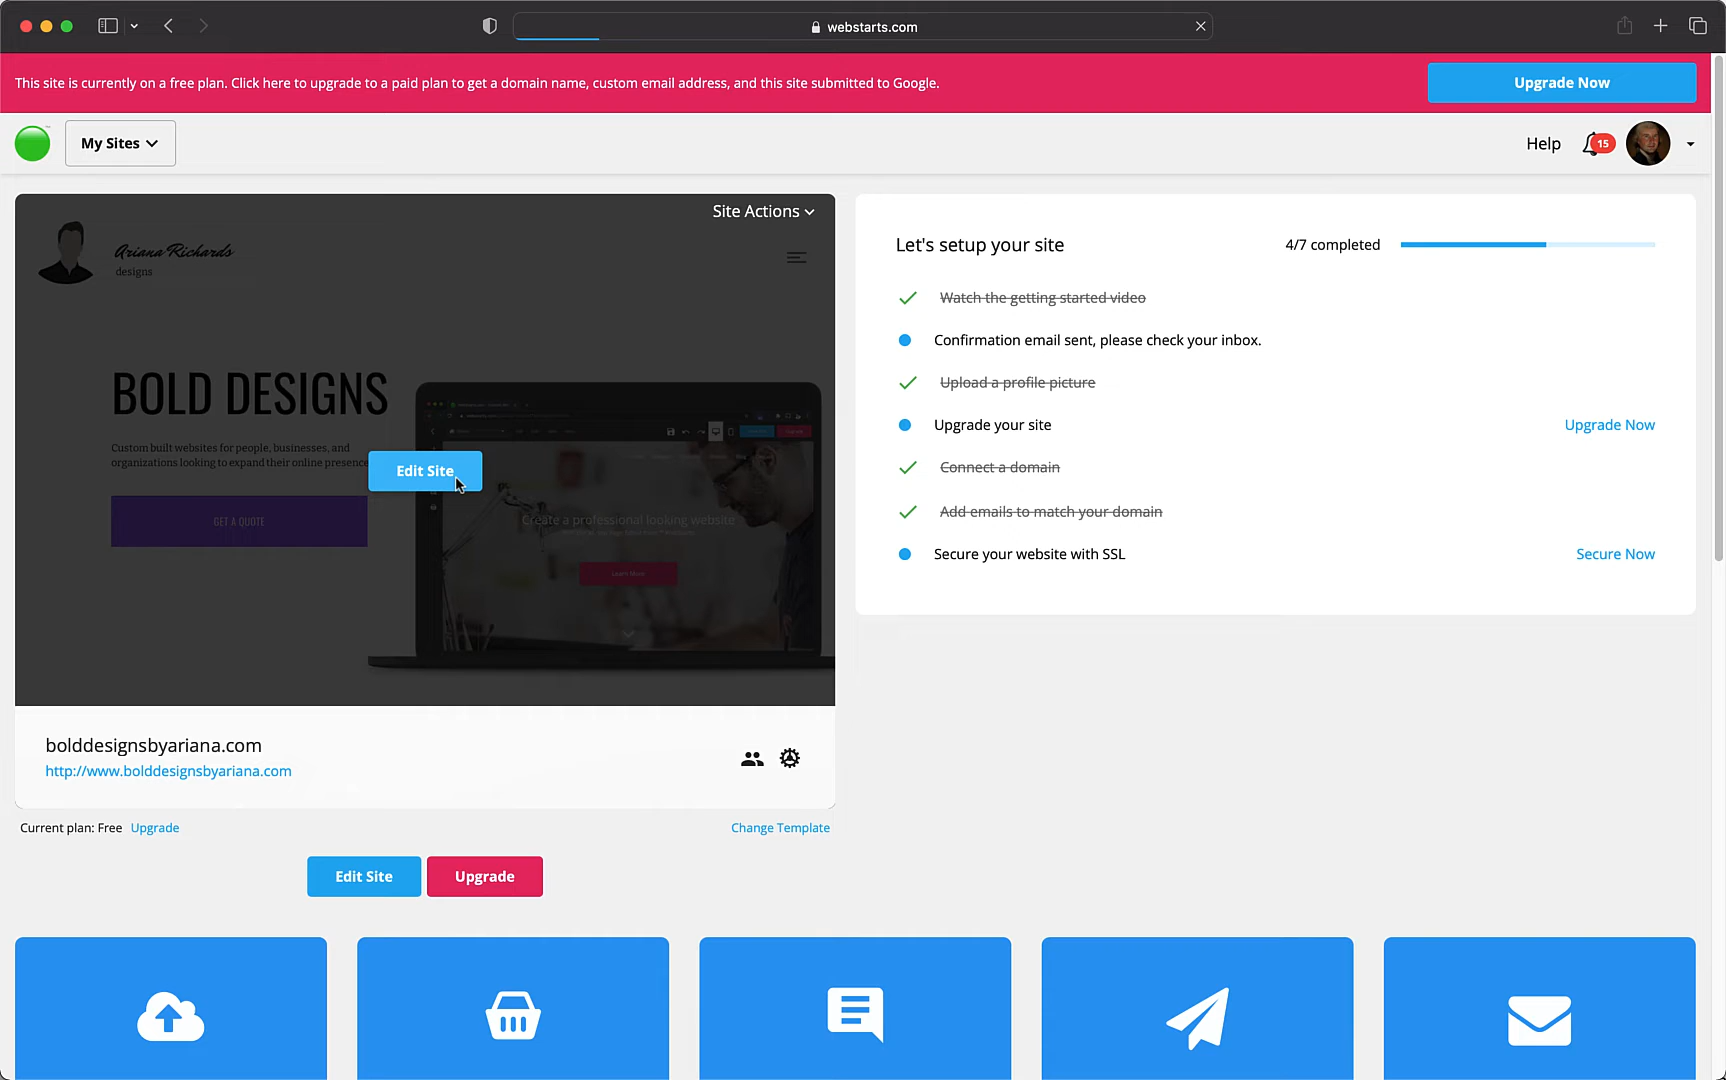 webstarts.com
This site is currently on a free plan. Click here to upgrade to a paid plan to get a domain name, custom email address, and this site submitted to Google.
Upgrade Now
My Sites
Help
15
Site Actions
Ariana Richards
designs
BOLD DESIGNS
Custom built websites for people, businesses, and
organizations looking to expand their online presence
GET A QUOTE
Edit Site
Create a professional looking website
Learn More
Let's setup your site
4/7 completed
Watch the getting started video
Confirmation email sent, please check your inbox.
Upload a profile picture
Upgrade your site
Upgrade Now
Connect a domain
Add emails to match your domain
Secure your website with SSL
Secure Now
bolddesignsbyariana.com
http://www.bolddesignsbyariana.com
Current plan: Free Upgrade
Change Template
Edit Site
Upgrade